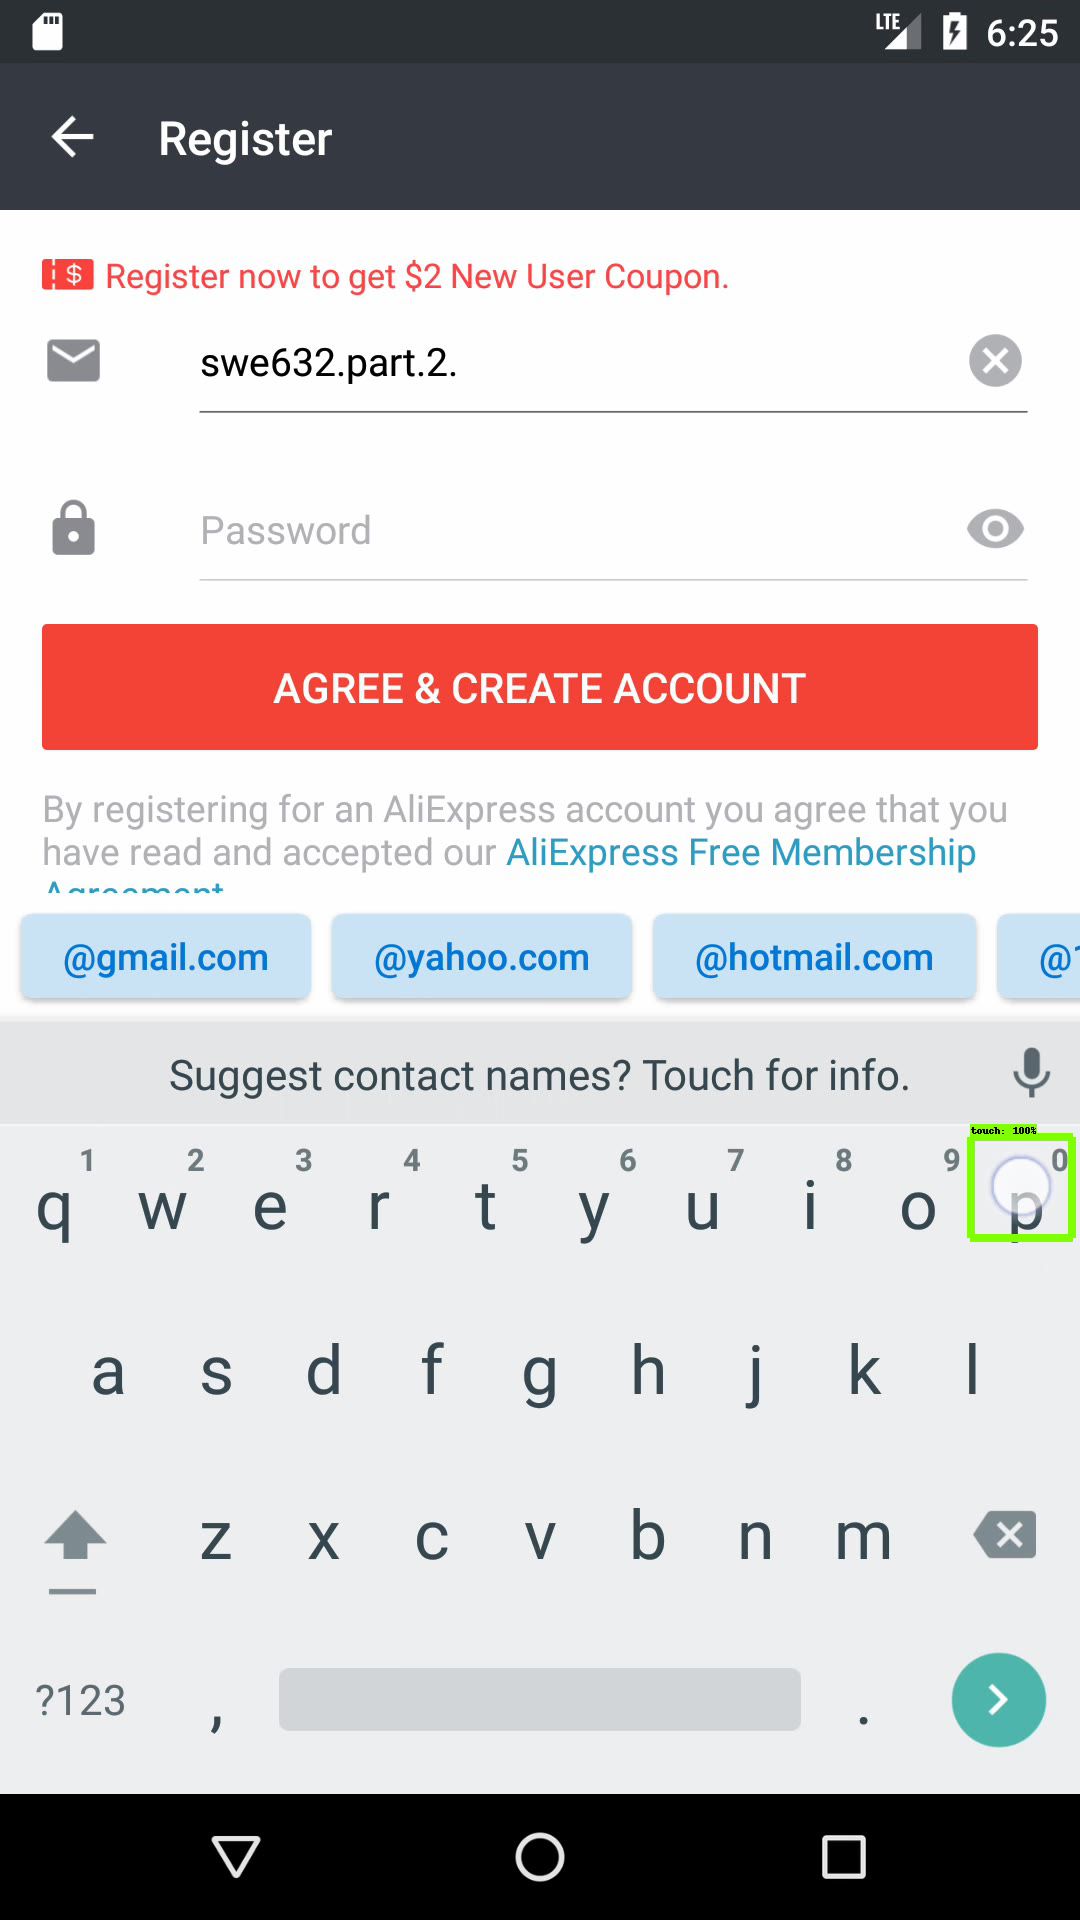 LTE 6:25
Register
$ Register now to get $2 New User Coupon.
swe632.part.2.
Password
AGREE & CREATE ACCOUNT
By registering for an AliExpress account you agree that you
have read and accepted our AliExpress Free Membership
Agreement
@gmail.com @yahoo.com @hotmail.com @1
Suggest contact names? Touch for info.
touch: 100%
1 2 3 4 5 6 7 8 9 0
q w e r t y u i o p
a s d f g h j k l
z x c v b n m
?123 , .